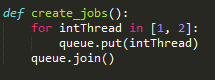 def create_jobs():
    for intThread in [1, 2]:
        queue.put(intThread)
    queue.join()